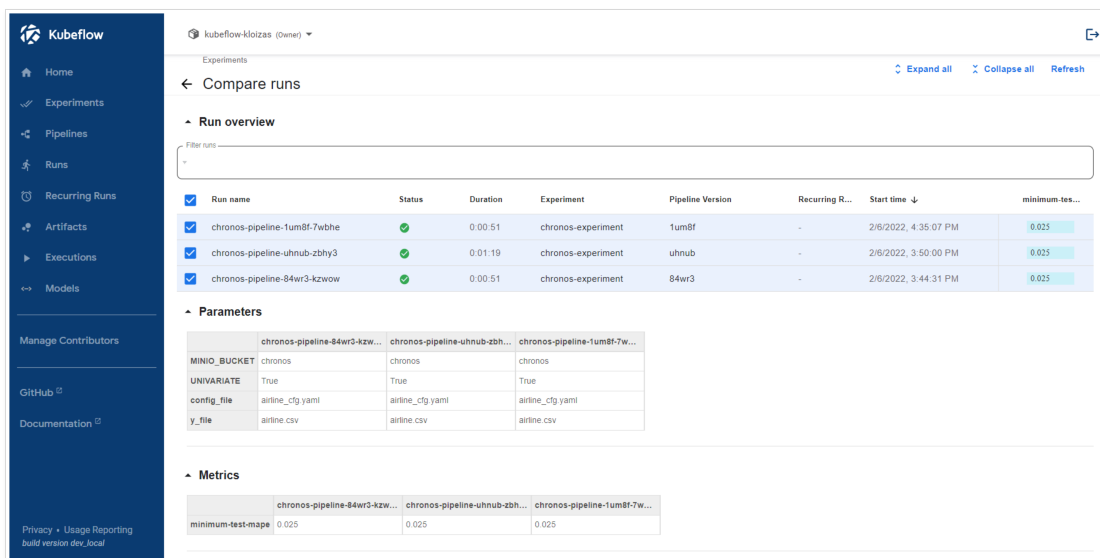 Kubeflow
kubeflow-kloizas (Owner)
Home
Experiments
Pipelines
Runs
Recurring Runs
Artifacts
Executions
Models
Manage Contributors
GitHub
Documentation
Privacy • Usage Reporting
build version dev_local
Experiments
Compare runs
Expand all Collapse all Refresh
Run overview
Filter runs
Run name Status Duration Experiment Pipeline Version Recurring R... Start time minimum-tes...
chronos-pipeline-1um8f-7wbhe 0:00:51 chronos-experiment 1um8f - 2/6/2022, 4:35:07 PM 0.025
chronos-pipeline-uhnub-zbhy3 0:01:19 chronos-experiment uhnub - 2/6/2022, 3:50:00 PM 0.025
chronos-pipeline-84wr3-kzwow 0:00:51 chronos-experiment 84wr3 - 2/6/2022, 3:44:31 PM 0.025
Parameters
chronos-pipeline-84wr3-kzw... chronos-pipeline-uhnub-zbh... chronos-pipeline-1um8f-7w...
MINIO_BUCKET chronos chronos chronos
UNIVARIATE True True True
config_file airline_cfg.yaml airline_cfg.yaml airline_cfg.yaml
y_file airline.csv airline.csv airline.csv
Metrics
chronos-pipeline-84wr3-kzw... chronos-pipeline-uhnub-zbh... chronos-pipeline-1um8f-7w...
minimum-test-mape 0.025 0.025 0.025